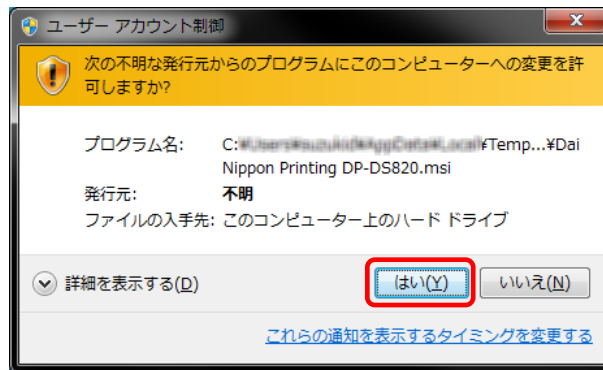 ユーザー アカウント制御
次の不明な発行元からのプログラムにこのコンピューターへの変更を許
可しますか?
プログラム名: C: ¥Temp...¥Dai
Nippon Printing DP-DS820.msi
発行元: 不明
ファイルの入手先: このコンピューター上のハード ドライブ
詳細を表示する(D) はい(Y) いいえ(N)
これらの通知を表示するタイミングを変更する